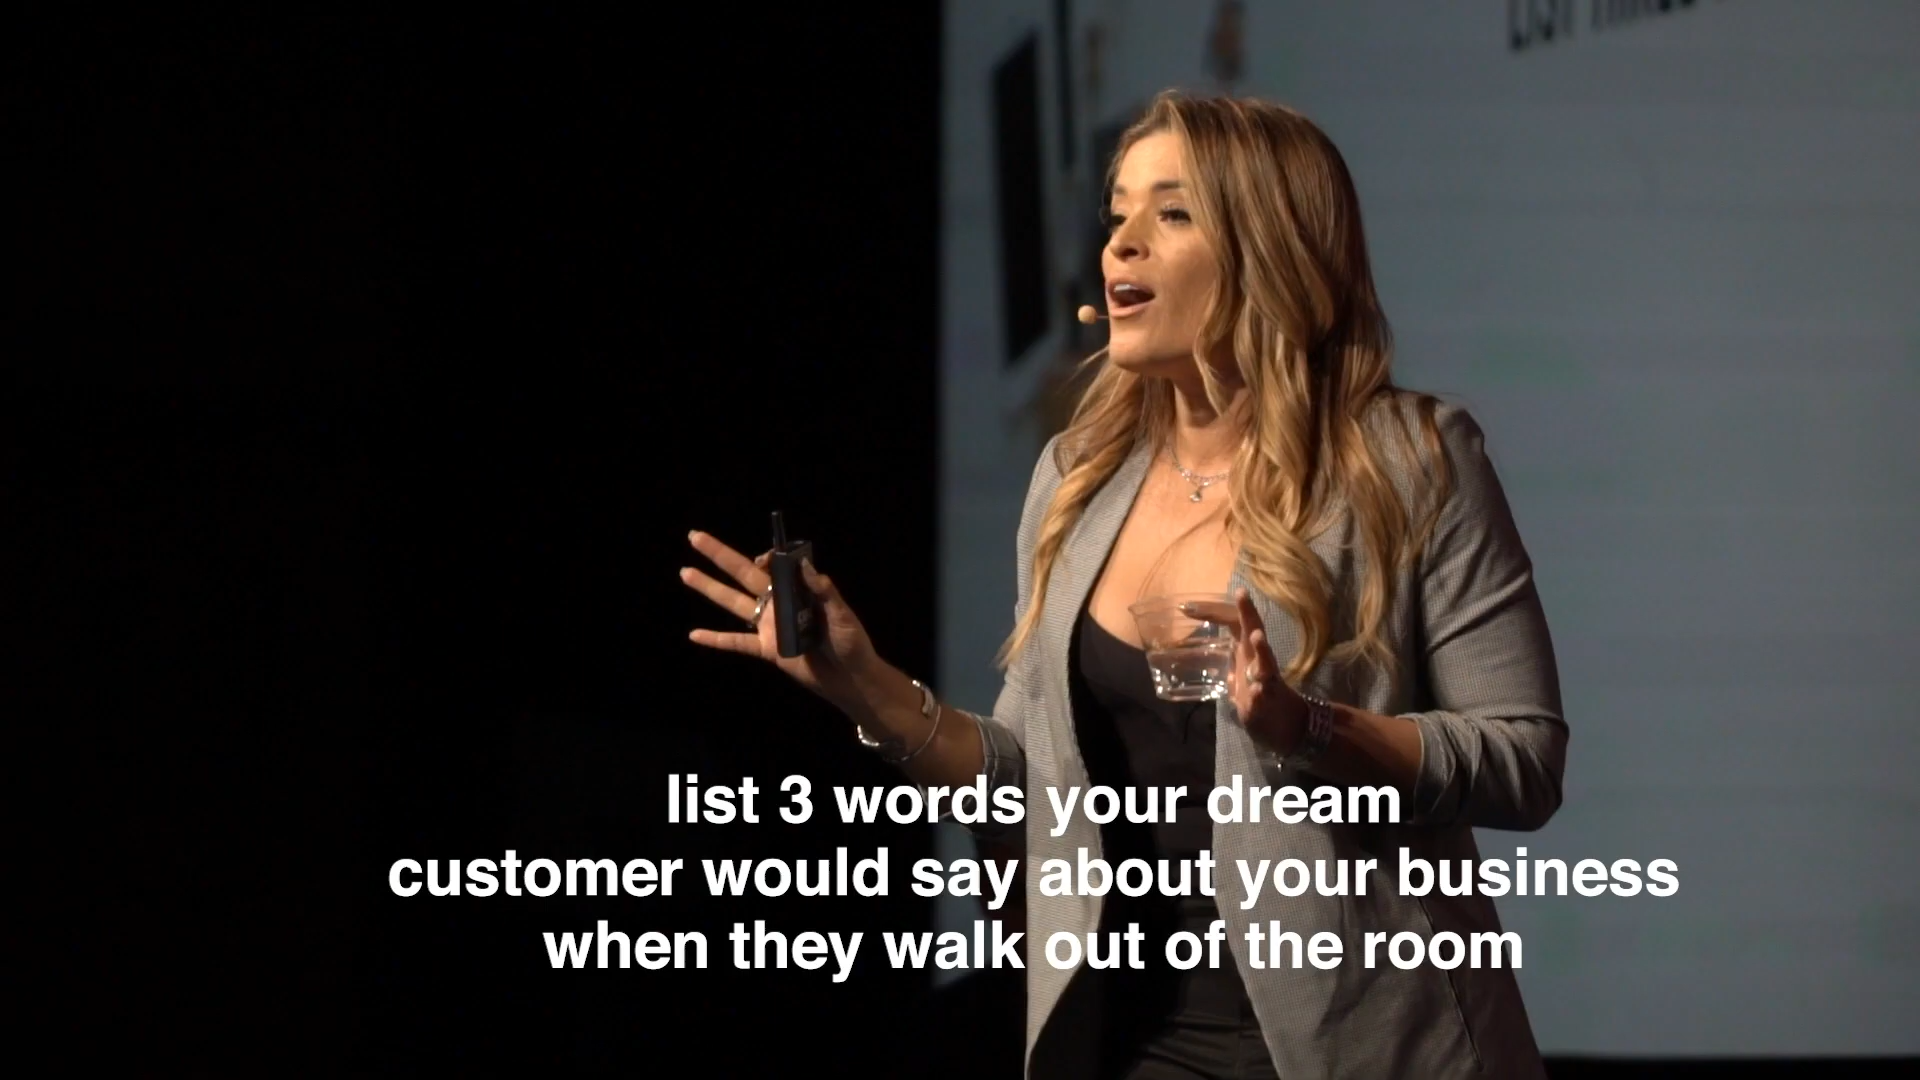 list 3 words your dream
customer would say about your business
when they walk out of the room